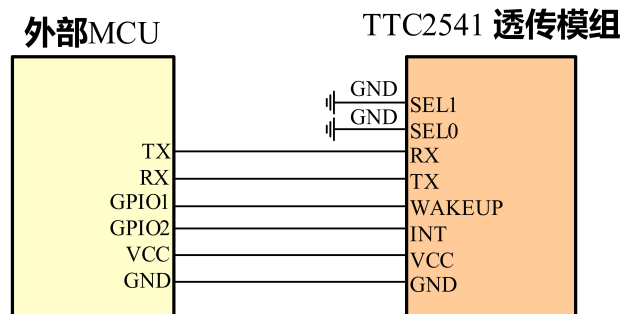 外部MCU
TTC2541 透传模组
GND
SEL1
GND
SEL0
TX
RX
RX
TX
GPIO1
WAKEUP
GPIO2
INT
VCC
VCC
GND
GND